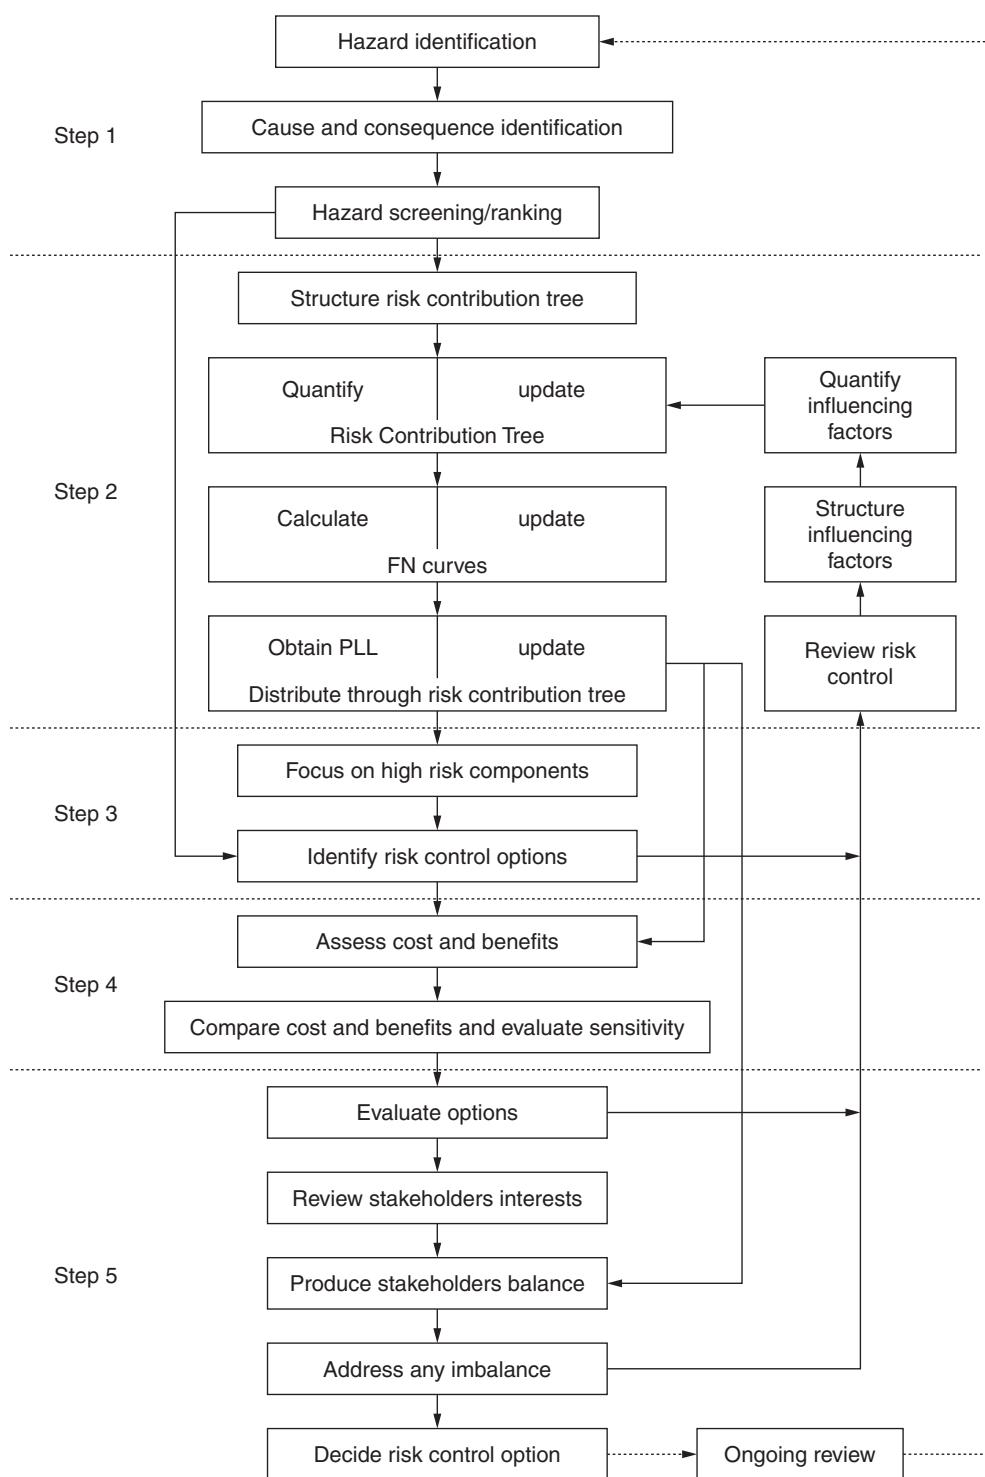 Hazard identification
Step 1
Cause and consequence identification
Hazard screening/ranking
Structure risk contribution tree
Quantify
update
Risk Contribution Tree
Quantify
influencing
factors
Step 2
Calculate
update
FN curves
Structure
influencing
factors
Obtain PLL
update
Distribute through risk contribution tree
Review risk
control
Focus on high risk components
Step 3
Identify risk control options
Assess cost and benefits
Step 4
Compare cost and benefits and evaluate sensitivity
Evaluate options
Review stakeholders interests
Step 5
Produce stakeholders balance
Address any imbalance
Decide risk control option
Ongoing review